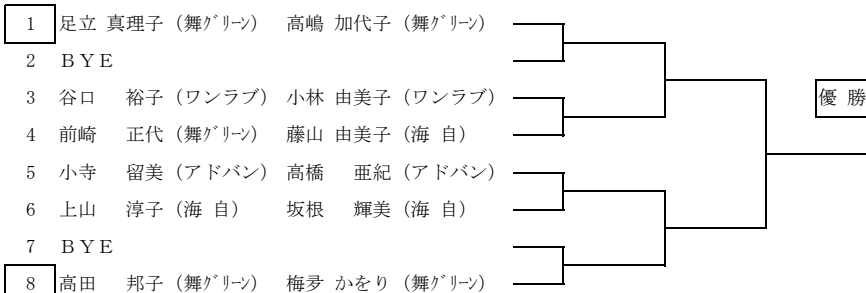 1 足立 真理子 (舞グリーン) 高嶋 加代子 (舞グリーン)
2 BYE
3 谷口 裕子 (ワンラブ) 小林 由美子 (ワンラブ)
優 勝
4 前崎 正代 (舞グリーン) 藤山 由美子 (海 自)
5 小寺 留美 (アドバン) 高橋 亜紀 (アドバン)
6 上山 淳子 (海 自) 坂根 輝美 (海 自)
7 BYE
8 高田 邦子 (舞グリーン) 梅夛 かをり (舞グリーン)